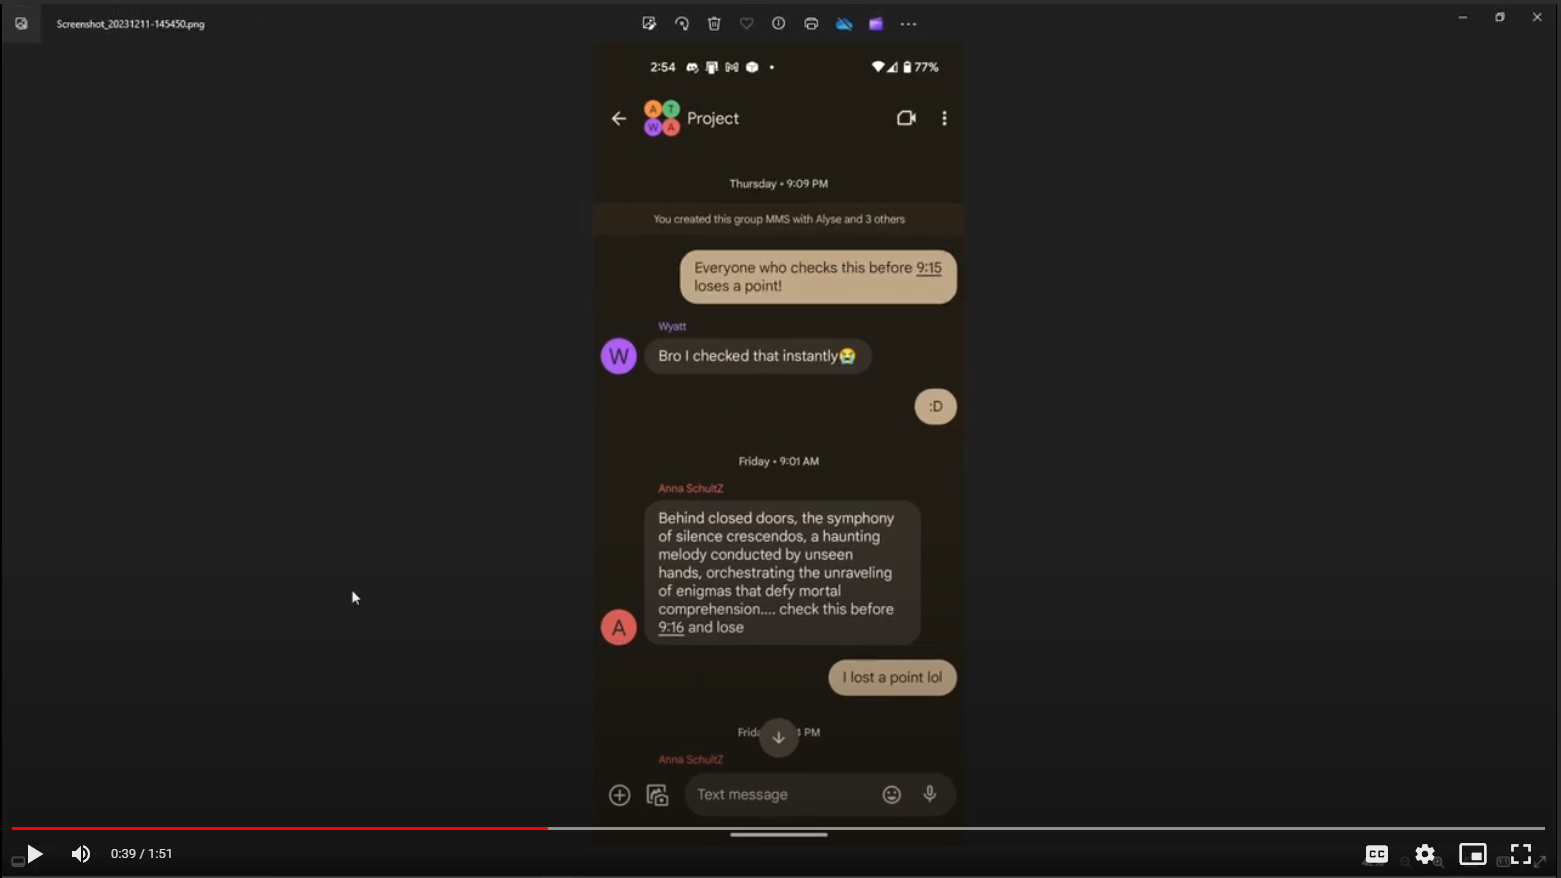 Screenshot_20231211-145450.png
2:54
77%
A T
W A
Project
Thursday • 9:09 PM
You created this group MMS with Alyse and 3 others
Everyone who checks this before 9:15
loses a point!
Wyatt
W
Bro I checked that instantly😭
:D
Friday • 9:01 AM
Anna SchultZ
Behind closed doors, the symphony
of silence crescendos, a haunting
melody conducted by unseen
hands, orchestrating the unraveling
of enigmas that defy mortal
comprehension.... check this before
9:16 and lose
A
I lost a point lol
PM
Anna SchultZ
Text message
0:39 / 1:51
CC